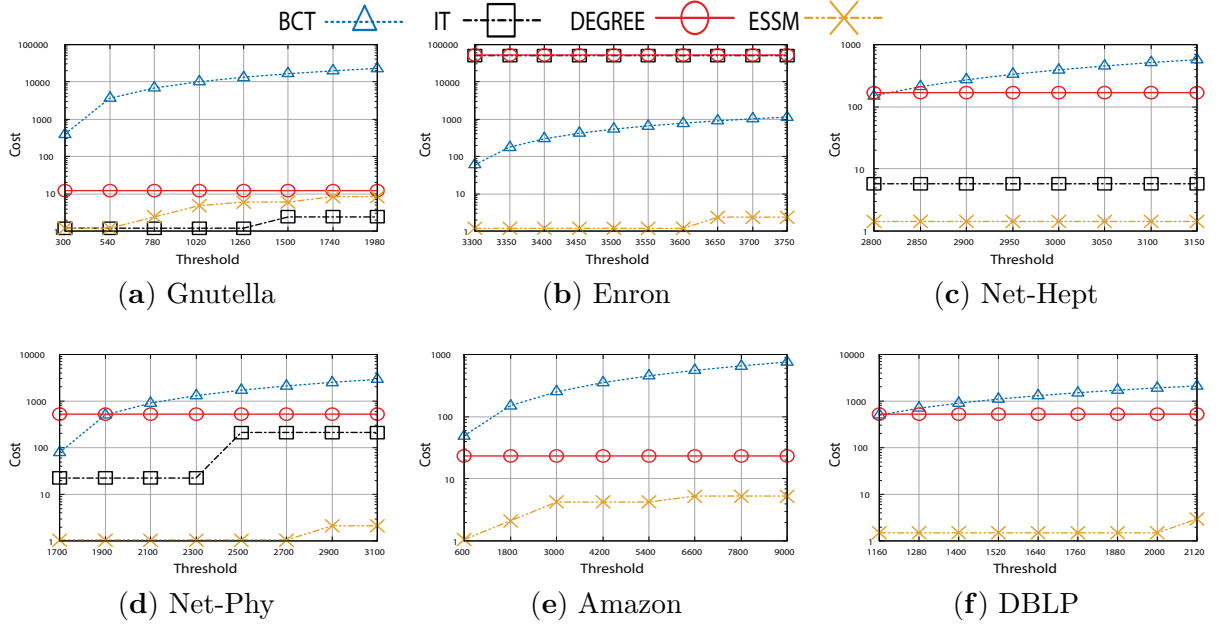 BCT IT DEGREE ESSM
100000
10000
1000
100
10
1
Cost
300 540 780 1020 1260 1500 1740 1980
Threshold
(a) Gnutella
100000
10000
1000
100
10
1
Cost
3300 3350 3400 3450 3500 3550 3600 3650 3700 3750
Threshold
(b) Enron
1000
100
10
1
Cost
2800 2850 2900 2950 3000 3050 3100 3150
Threshold
(c) Net-Hept
10000
1000
100
10
1
Cost
1700 1900 2100 2300 2500 2700 2900 3100
Threshold
(d) Net-Phy
1000
100
10
1
Cost
600 1800 3000 4200 5400 6600 7800 9000
Threshold
(e) Amazon
10000
1000
100
10
1
Cost
1160 1280 1400 1520 1640 1760 1880 2000 2120
Threshold
(f) DBLP